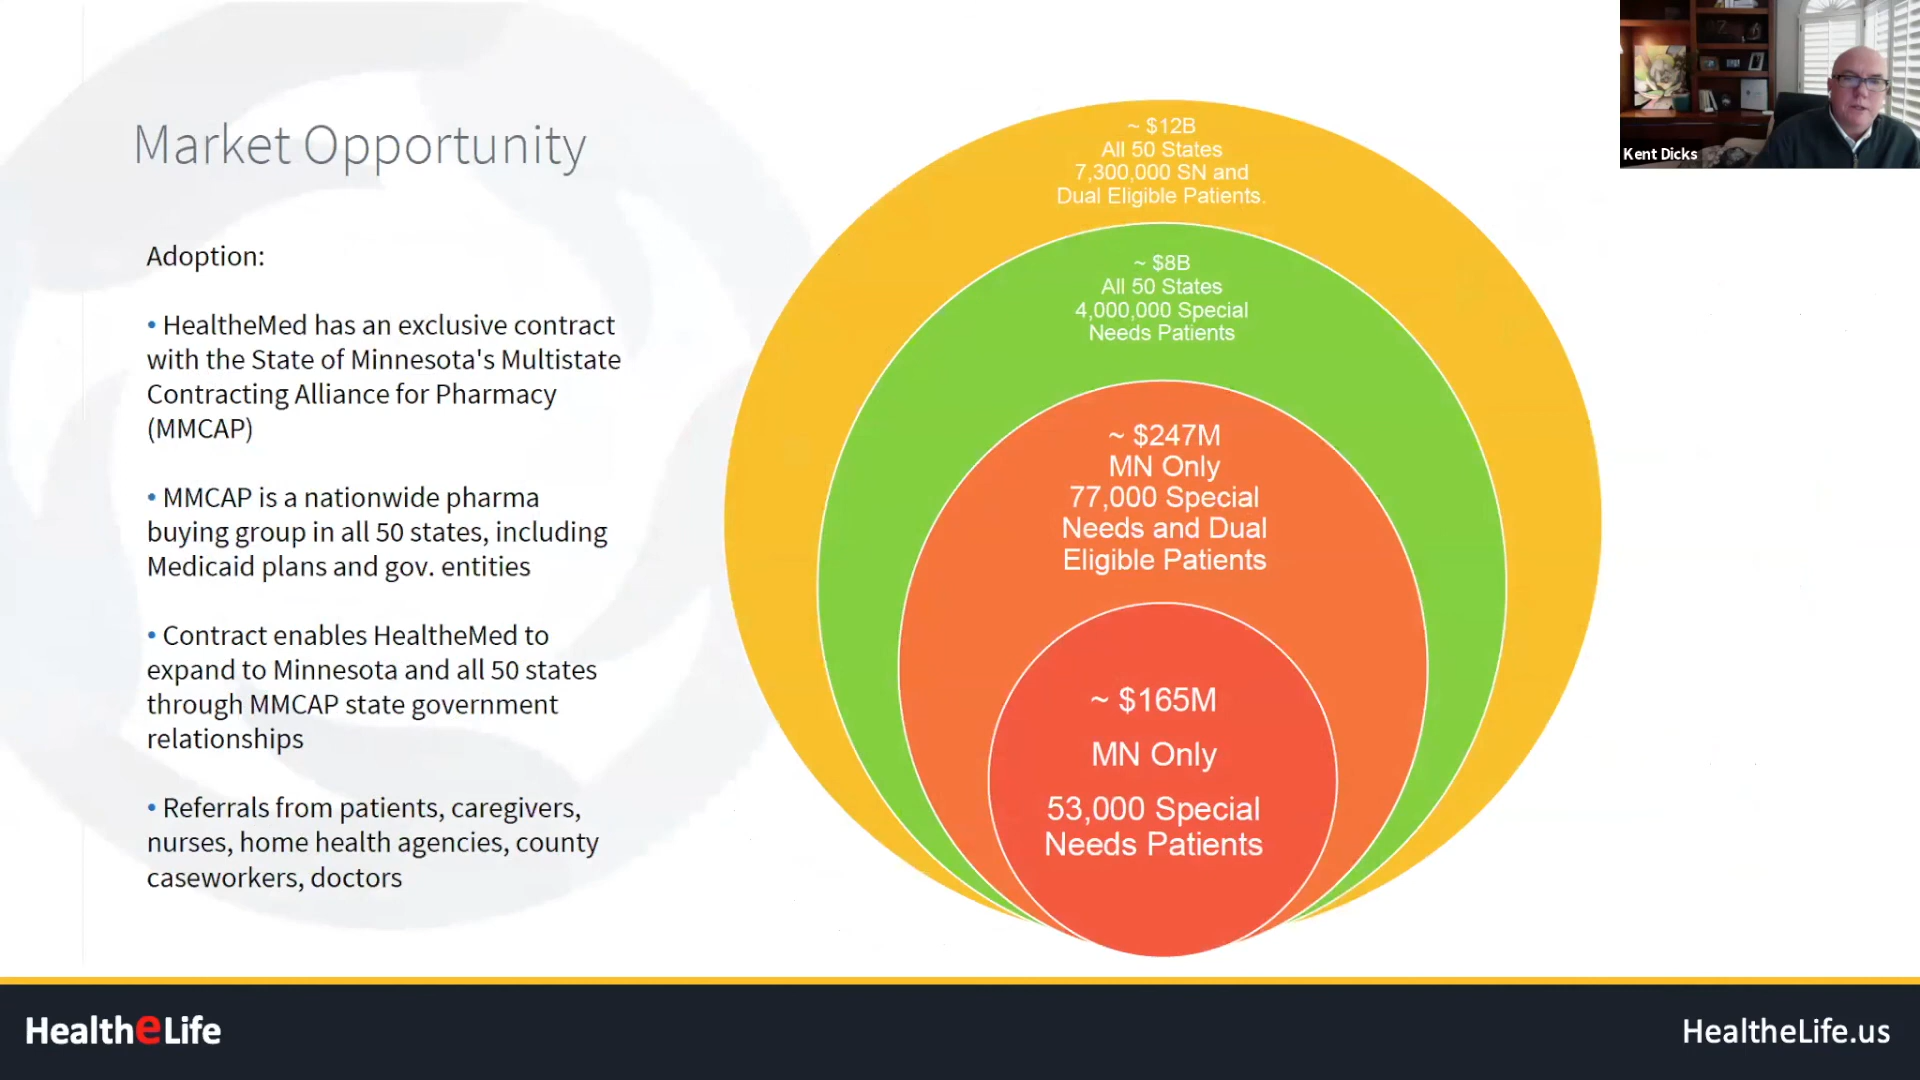 Market Opportunity
Adoption:
• HealtheMed has an exclusive contract
with the State of Minnesota's Multistate
Contracting Alliance for Pharmacy
(MMCAP)
• MMCAP is a nationwide pharma
buying group in all 50 states, including
Medicaid plans and gov. entities
• Contract enables HealtheMed to
expand to Minnesota and all 50 states
through MMCAP state government
relationships
• Referrals from patients, caregivers,
nurses, home health agencies, county
caseworkers, doctors
~ $12B
All 50 States
7,300,000 SN and
Dual Eligible Patients.
~ $8B
All 50 States
4,000,000 Special
Needs Patients
~ $247M
MN Only
77,000 Special
Needs and Dual
Eligible Patients
~ $165M
MN Only
53,000 Special
Needs Patients
Kent Dicks
HealtheLife
HealtheLife.us